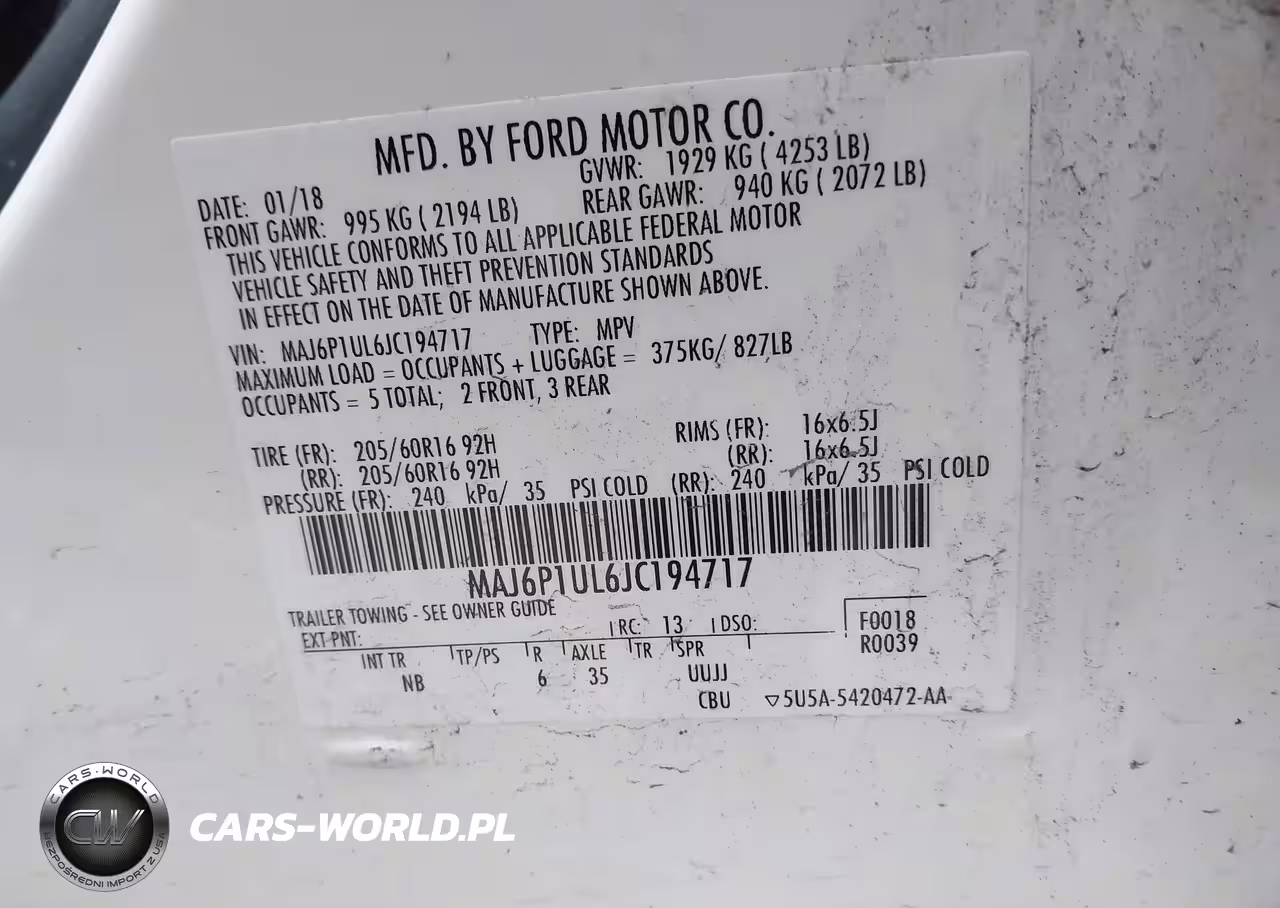 MFD. BY FORD MOTOR CO.
DATE: 01/18 GVWR: 1929 KG ( 4253 LB)
FRONT GAWR: 995 KG ( 2194 LB) REAR GAWR: 940 KG ( 2072 LB)
THIS VEHICLE CONFORMS TO ALL APPLICABLE FEDERAL MOTOR
VEHICLE SAFETY AND THEFT PREVENTION STANDARDS
IN EFFECT ON THE DATE OF MANUFACTURE SHOWN ABOVE.
VIN: MAJ6P1UL6JC194717 TYPE: MPV
MAXIMUM LOAD = OCCUPANTS + LUGGAGE = 375KG/ 827LB
OCCUPANTS = 5 TOTAL; 2 FRONT, 3 REAR
TIRE (FR): 205/60R16 92H RIMS (FR): 16x6.5J
(RR): 205/60R16 92H (RR): 16x6.5J
PRESSURE (FR): 240 kPa/ 35 PSI COLD (RR): 240 kPa/ 35 PSI COLD
MAJ6P1UL6JC194717
TRAILER TOWING - SEE OWNER GUIDE
EXT PNT: RC: 13 DSO: F0018
R0039
INT TR TP/PS R AXLE TR SPR
NB 6 35 UUJJ
CBU ▽5U5A-5420472-AA
CARS-WORLD
CW
BEZPOŚREDNI IMPORT Z USA
CARS-WORLD.PL